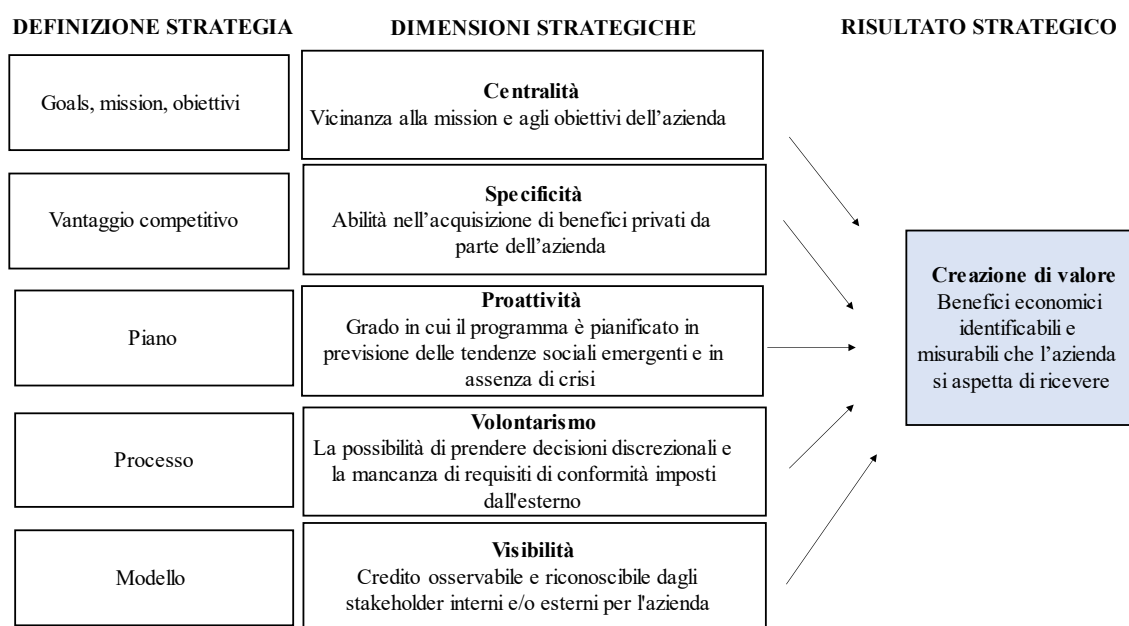 DEFINIZIONE STRATEGIA
DIMENSIONI STRATEGICHE
RISULTATO STRATEGICO
Goals, mission, obiettivi
Centralità
Vicinanza alla mission e agli obiettivi dell’azienda
Vantaggio competitivo
Specificità
Abilità nell’acquisizione di benefici privati da
parte dell’azienda
Piano
Proattività
Grado in cui il programma è pianificato in
previsione delle tendenze sociali emergenti e in
assenza di crisi
Processo
Volontarismo
La possibilità di prendere decisioni discrezionali e
la mancanza di requisiti di conformità imposti
dall'esterno
Modello
Visibilità
Credito osservabile e riconoscibile dagli
stakeholder interni e/o esterni per l'azienda
Creazione di valore
Benefici economici
identificabili e
misurabili che l’azienda
si aspetta di ricevere